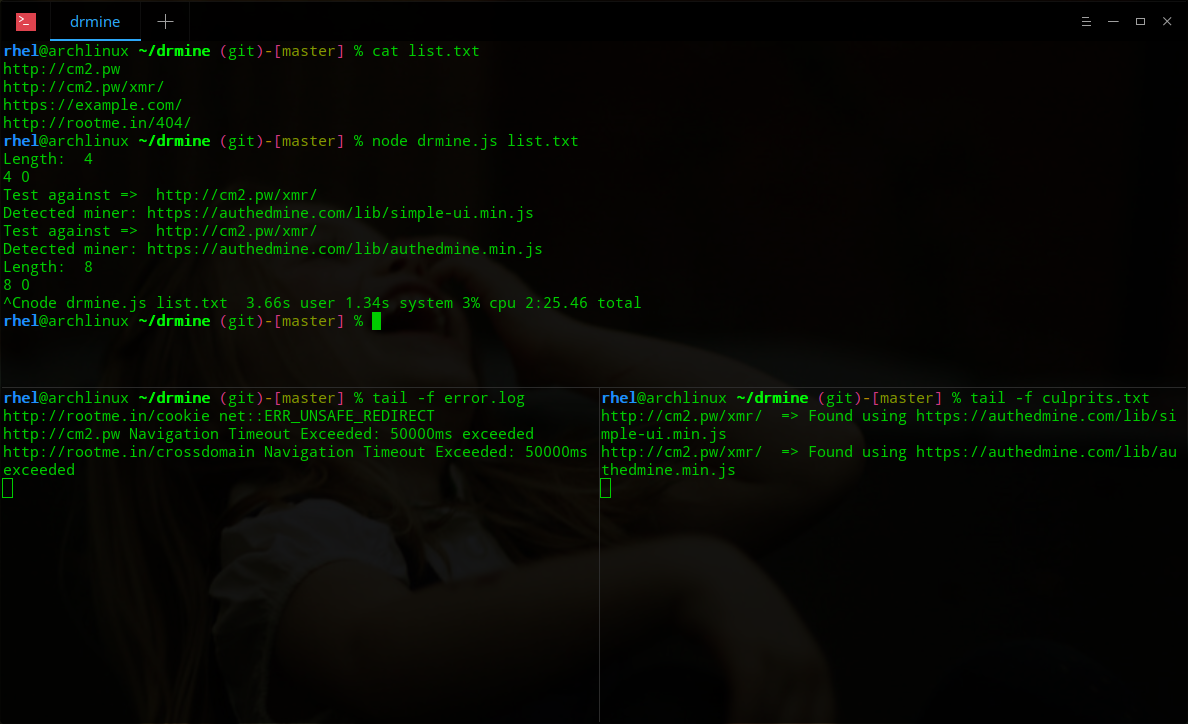 drmine
rhel@archlinux ~/drmine (git)-[master] % cat list.txt
http://cm2.pw
http://cm2.pw/xmr/
https://example.com/
http://rootme.in/404/
rhel@archlinux ~/drmine (git)-[master] % node drmine.js list.txt
Length:  4
4 0
Test against =>  http://cm2.pw/xmr/
Detected miner: https://authedmine.com/lib/simple-ui.min.js
Test against =>  http://cm2.pw/xmr/
Detected miner: https://authedmine.com/lib/authedmine.min.js
Length:  8
8 0
^Cnode drmine.js list.txt  3.66s user 1.34s system 3% cpu 2:25.46 total
rhel@archlinux ~/drmine (git)-[master] %
rhel@archlinux ~/drmine (git)-[master] % tail -f error.log
http://rootme.in/cookie net::ERR_UNSAFE_REDIRECT
http://cm2.pw Navigation Timeout Exceeded: 50000ms exceeded
http://rootme.in/crossdomain Navigation Timeout Exceeded: 50000ms
exceeded
rhel@archlinux ~/drmine (git)-[master] % tail -f culprits.txt
http://cm2.pw/xmr/  => Found using https://authedmine.com/lib/si
mple-ui.min.js
http://cm2.pw/xmr/  => Found using https://authedmine.com/lib/au
thedmine.min.js